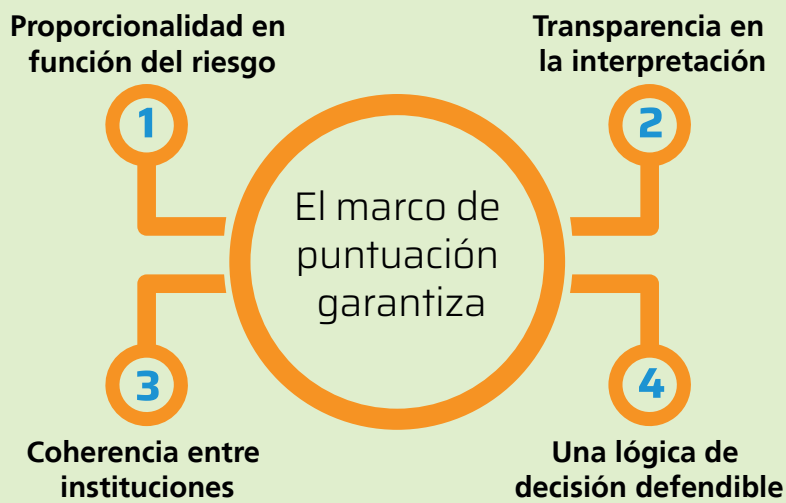 Proporcionalidad en
función del riesgo
1
Transparencia en
la interpretación
2
El marco de
puntuación
garantiza
3
Coherencia entre
instituciones
4
Una lógica de
decisión defendible